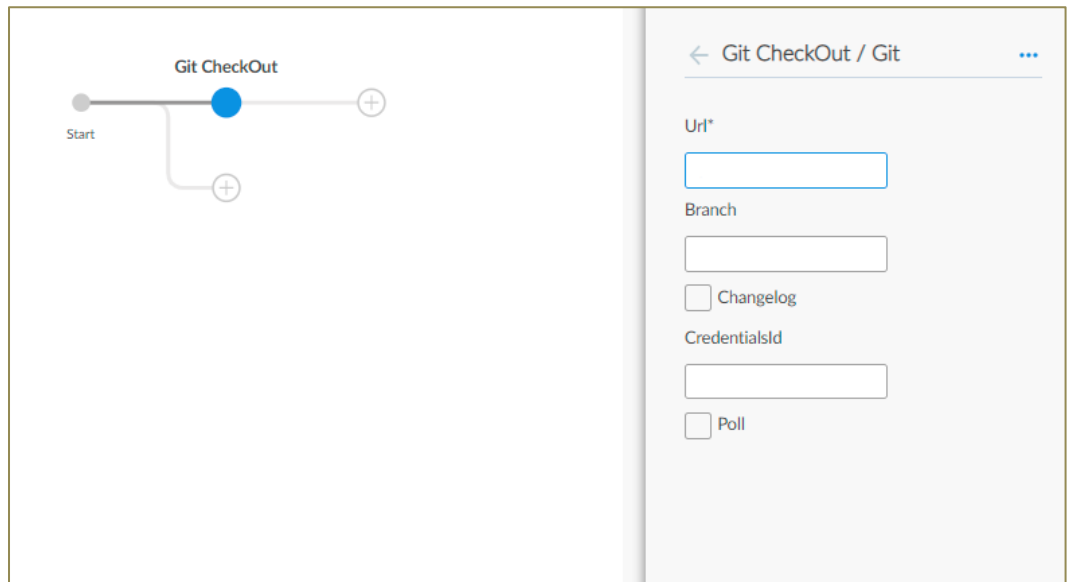 Git CheckOut
Start
Git CheckOut / Git
Url*
Branch
Changelog
CredentialsId
Poll